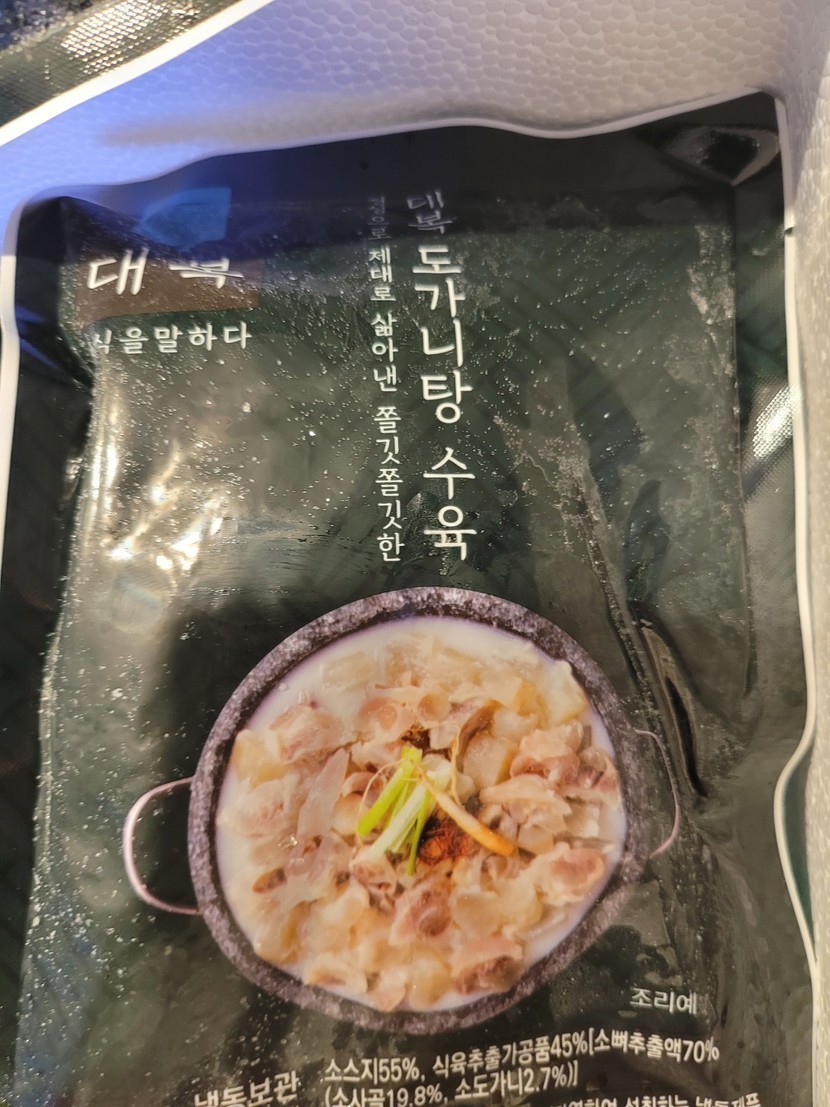 대복
식을말하다
대복 도가니탕 수육
제대로 삶아낸 쫄깃쫄깃한
조리예
냉동보관
소스지55%, 식육추출가공품45%[소뼈추출액70%
(소사골19.8%, 소도가니2.7%)]